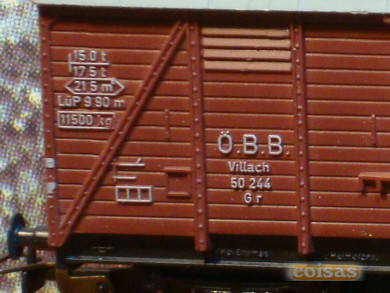 15.0 t
17.5 t
21.5 m²
LüP 9 90 m
11500 kg
Ö.B.B.
Villach
50 244
G r
coisas